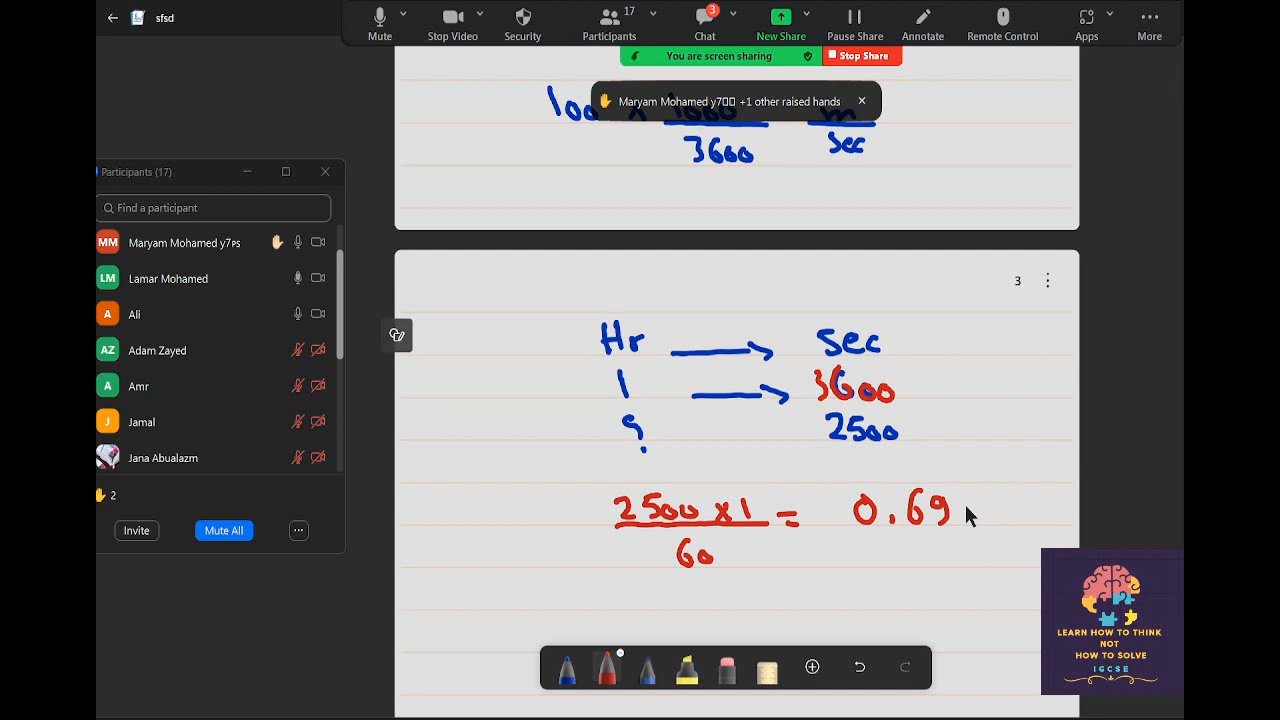 sfsd
Mute
Stop Video
Security
17
Participants
3
Chat
New Share
Pause Share
Annotate
Remote Control
Apps
More
You are screen sharing
Stop Share
Maryam Mohamed y7□□ +1 other raised hands
100 × 1000 m
3600 sec
Participants (17)
Find a participant
MM Maryam Mohamed y7ps
LM Lamar Mohamed
A Ali
AZ Adam Zayed
A Amr
J Jamal
Jana Abualazm
2
Invite
Mute All
3
Hr → sec
1 → 3600
? 2500
2500 × 1 = 0.69
60
LEARN HOW TO THINK
NOT
HOW TO SOLVE
IGCSE